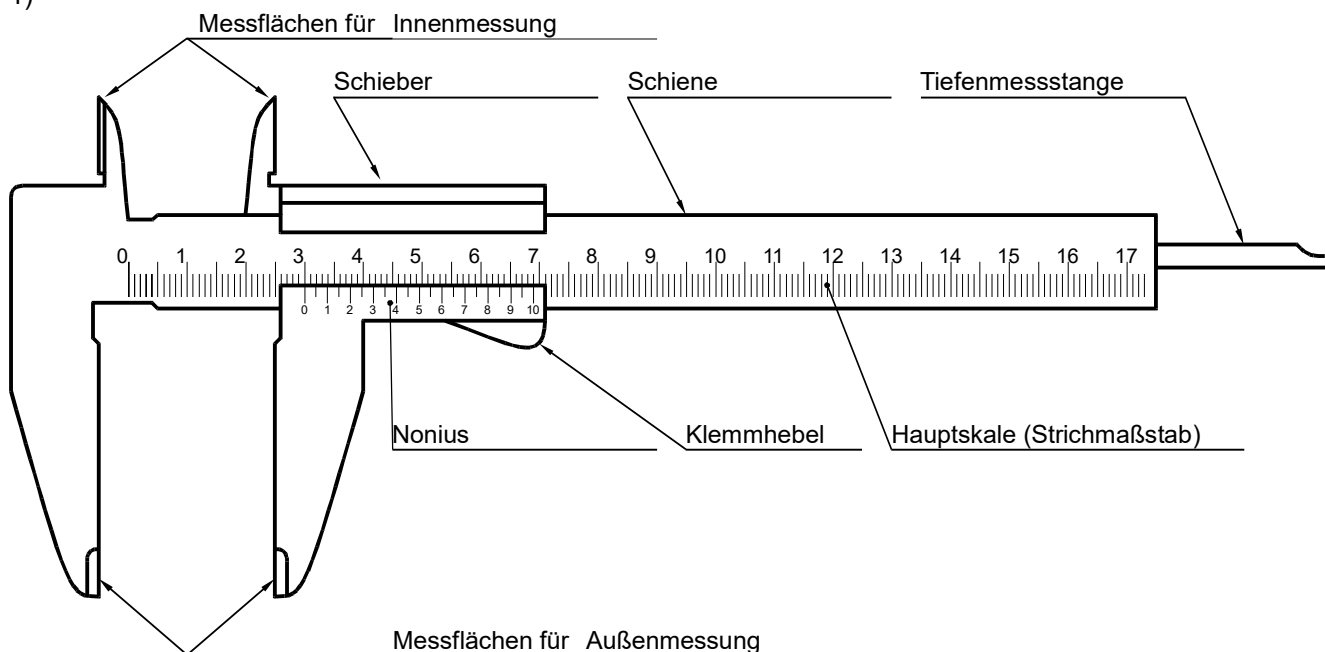 Messflächen für Innenmessung
Schieber Schiene Tiefenmessstange
0 1 2 3 4 5 6 7 8 9 10 11 12 13 14 15 16 17
0 1 2 3 4 5 6 7 8 9 10
Nonius Klemmhebel Hauptskale (Strichmaßstab)
Messflächen für Außenmessung